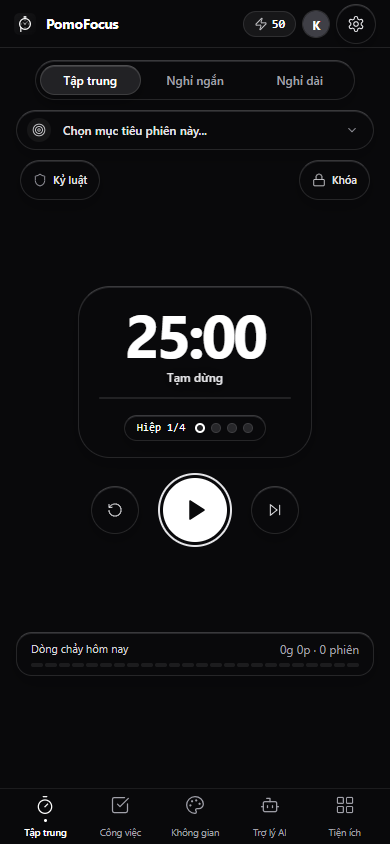 PomoFocus
50
K
Tập trung
Nghỉ ngắn
Nghỉ dài
Chọn mục tiêu phiên này...
Kỷ luật
Khóa
25:00
Tạm dừng
Hiệp 1/4
Dòng chảy hôm nay
0g 0p · 0 phiên
Tập trung
Công việc
Không gian
Trợ lý AI
Tiện ích